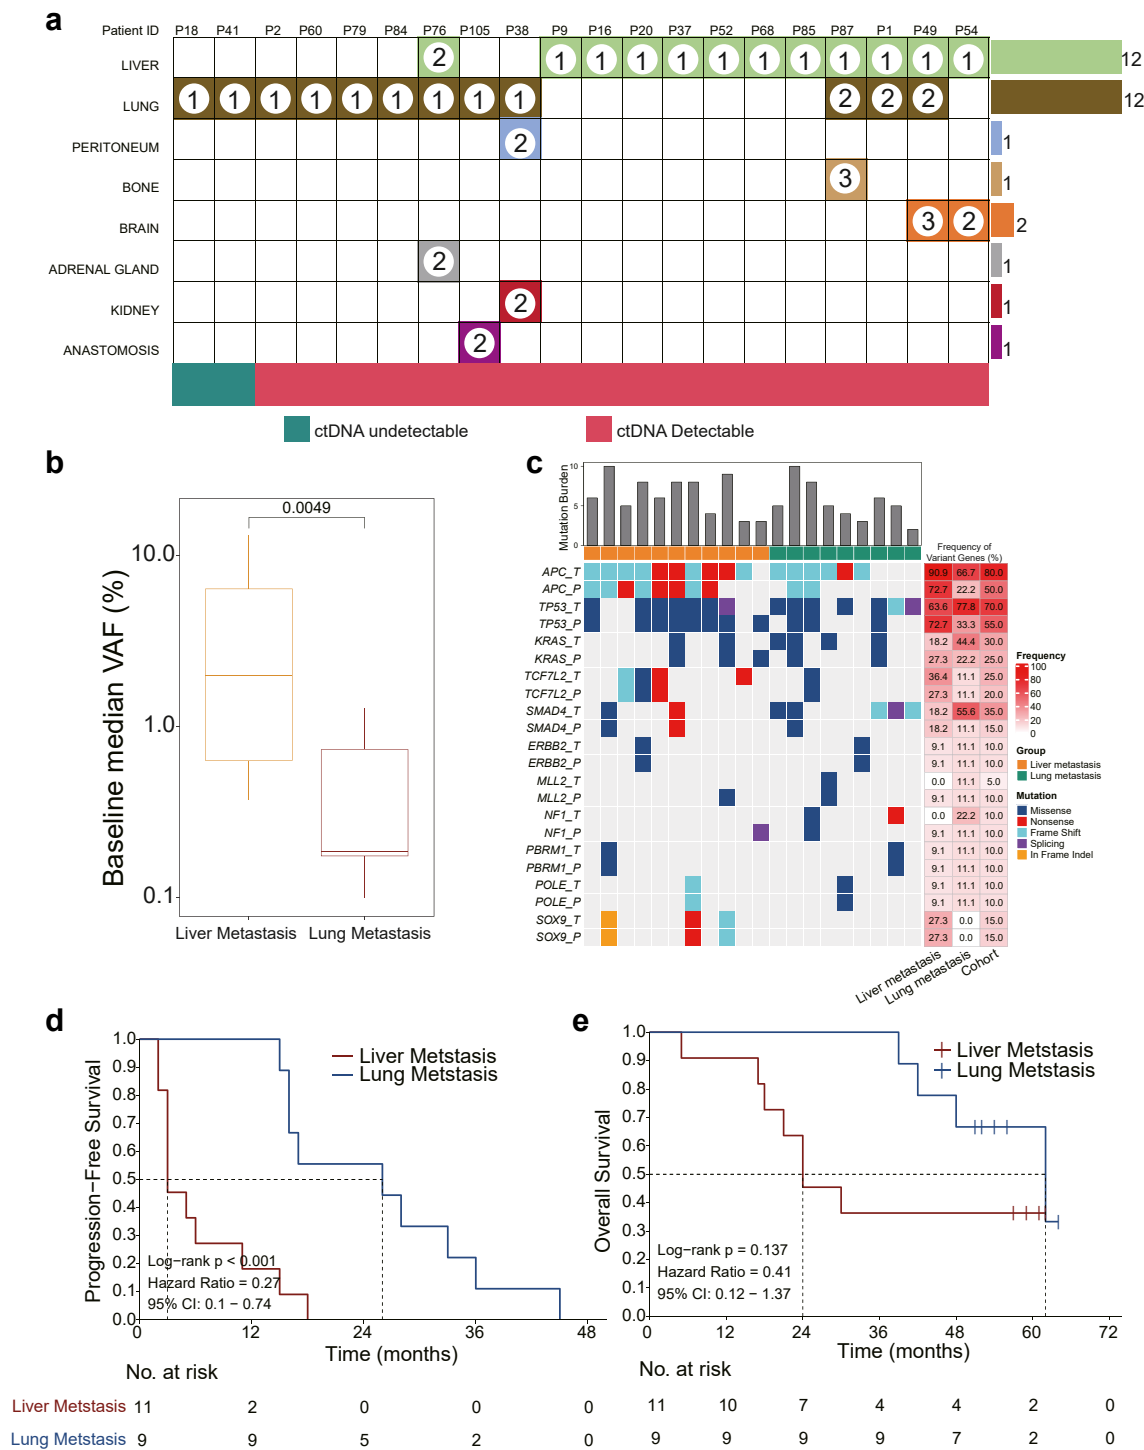 a
Patient ID P18 P41 P2 P60 P79 P84 P76 P105 P38 P9 P16 P20 P37 P52 P68 P85 P87 P1 P49 P54
LIVER 2 1 1 1 1 1 1 1 1 1 1 1 12
LUNG 1 1 1 1 1 1 1 1 1 2 2 2 12
PERITONEUM 2 1
BONE 3 1
BRAIN 3 2 2
ADRENAL GLAND 2 1
KIDNEY 2 1
ANASTOMOSIS 2 1
ctDNA undetectable ctDNA Detectable
b
0.0049
Baseline median VAF (%)
10.0
1.0
0.1
Liver Metastasis Lung Metastasis
c
Mutation Burden
10
5
0
Frequency of
Variant Genes (%)
APC_T 90.9 66.7 80.0
APC_P 72.7 22.2 50.0
TP53_T 63.6 77.8 70.0
TP53_P 72.7 33.3 55.0
KRAS_T 18.2 44.4 30.0
KRAS_P 27.3 22.2 25.0
TCF7L2_T 36.4 11.1 25.0
TCF7L2_P 27.3 11.1 20.0
SMAD4_T 18.2 55.6 35.0
SMAD4_P 18.2 11.1 15.0
ERBB2_T 9.1 11.1 10.0
ERBB2_P 9.1 11.1 10.0
MLL2_T 0.0 11.1 5.0
MLL2_P 9.1 11.1 10.0
NF1_T 0.0 22.2 10.0
NF1_P 9.1 11.1 10.0
PBRM1_T 9.1 11.1 10.0
PBRM1_P 9.1 11.1 10.0
POLE_T 9.1 11.1 10.0
POLE_P 9.1 11.1 10.0
SOX9_T 27.3 0.0 15.0
SOX9_P 27.3 0.0 15.0
Liver metastasis
Lung metastasis
Cohort
Frequency
100
80
60
40
20
0
Group
Liver metastasis
Lung metastasis
Mutation
Missense
Nonsense
Frame Shift
Splicing
In Frame Indel
d
Progression−Free Survival
1.0
0.9
0.8
0.7
0.6
0.5
0.4
0.3
0.2
0.1
0.0
Liver Metstasis
Lung Metstasis
Log−rank p < 0.001
Hazard Ratio = 0.27
95% CI: 0.1 − 0.74
0 12 24 36 48
Time (months)
No. at risk
Liver Metstasis 11 2 0 0 0
Lung Metstasis 9 9 5 2 0
e
Overall Survival
1.0
0.9
0.8
0.7
0.6
0.5
0.4
0.3
0.2
0.1
0.0
Liver Metstasis
Lung Metstasis
Log−rank p = 0.137
Hazard Ratio = 0.41
95% CI: 0.12 − 1.37
0 12 24 36 48 60 72
Time (months)
No. at risk
11 10 7 4 4 2 0
9 9 9 9 7 2 0